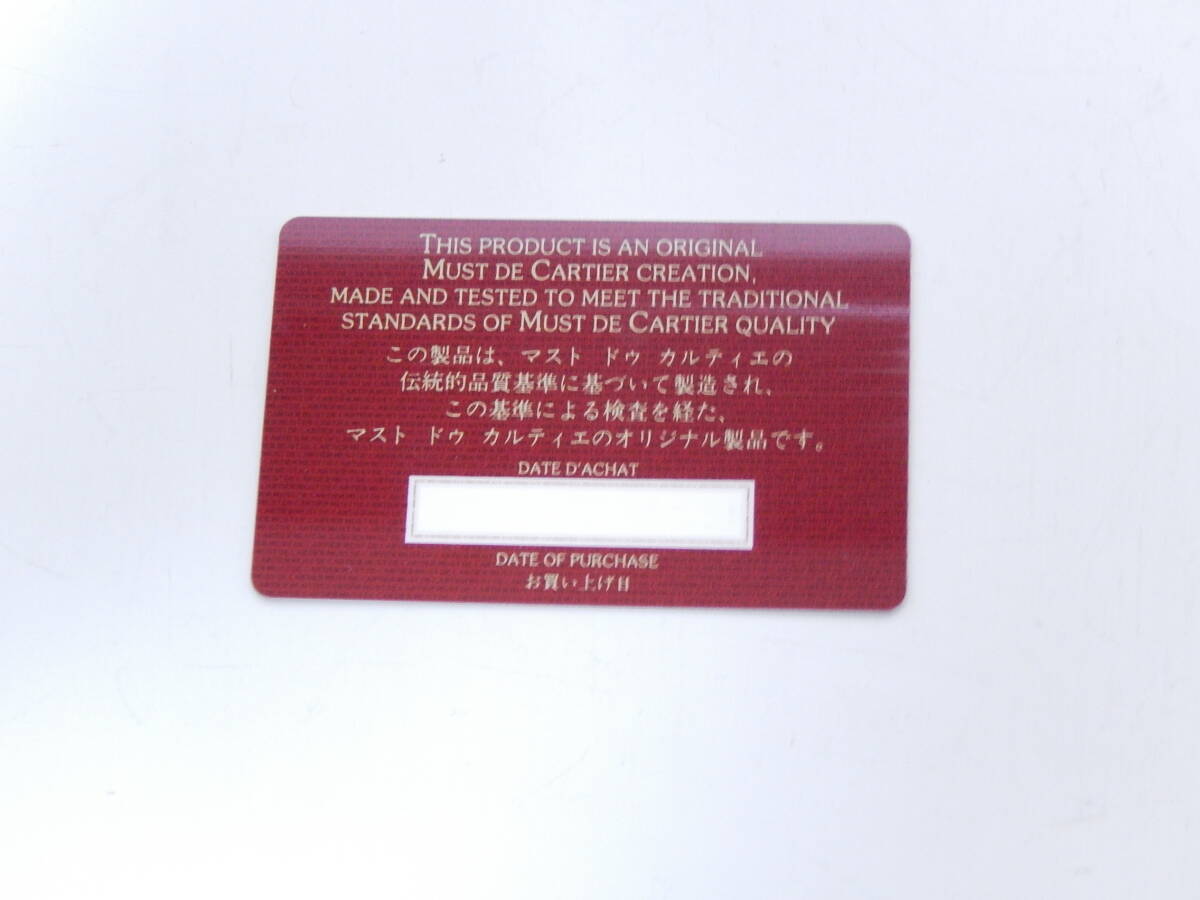 THIS PRODUCT IS AN ORIGINAL
MUST DE CARTIER CREATION,
MADE AND TESTED TO MEET THE TRADITIONAL
STANDARDS OF MUST DE CARTIER QUALITY
この製品は、マスト ドゥ カルティエの
伝統的品質基準に基づいて製造され、
この基準による検査を経た、
マスト ドゥ カルティエのオリジナル製品です。
DATE D'ACHAT
DATE OF PURCHASE
お買い上げ日